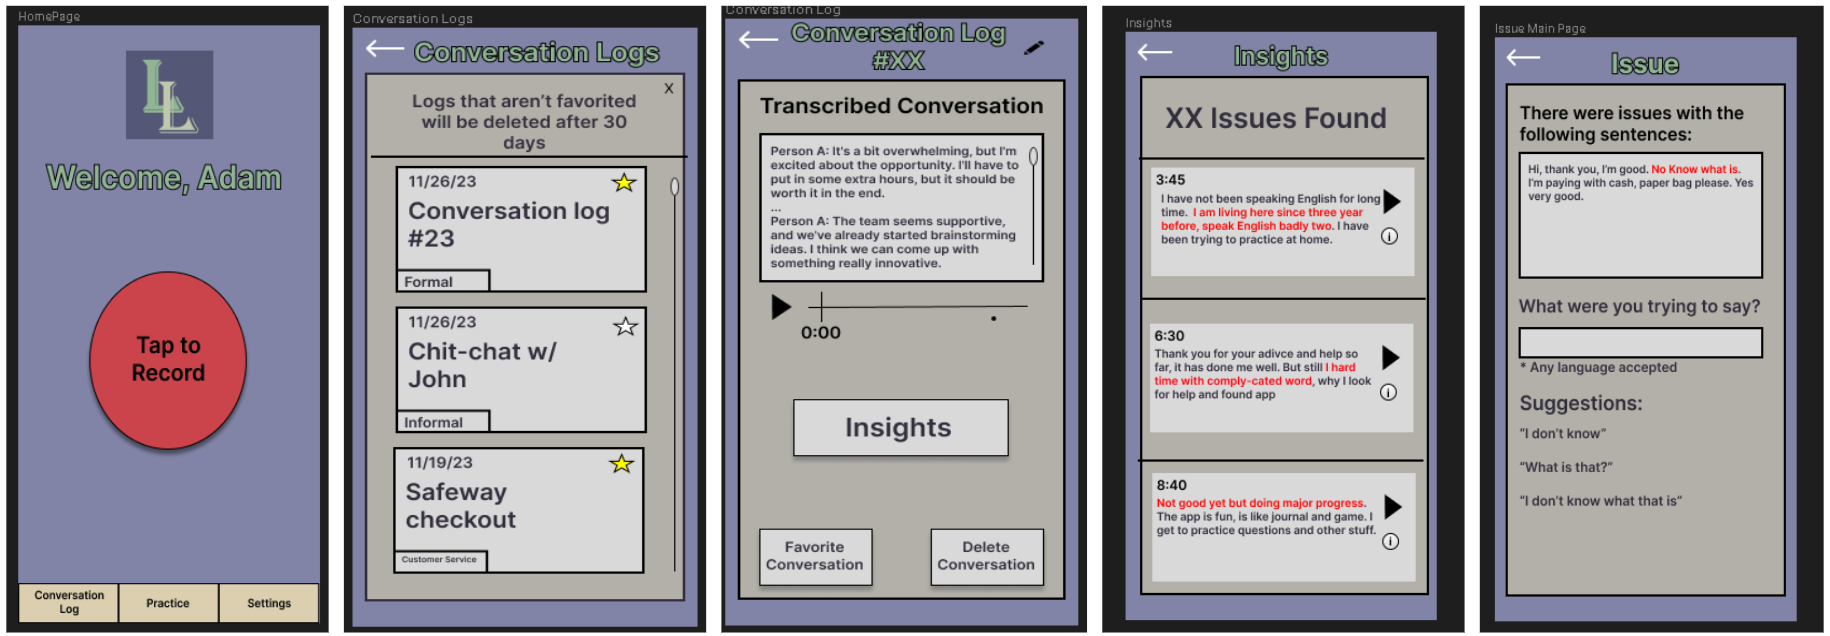 HomePage
LL
Welcome, Adam
Tap to
Record
Conversation
Log
Practice
Settings
Conversation Logs
Conversation Logs
X
Logs that aren't favorited
will be deleted after 30
days
11/26/23
Conversation log
#23
Formal
11/26/23
Chit-chat w/
John
Informal
11/19/23
Safeway
checkout
Customer Service
Conversation Log
Conversation Log
#XX
Transcribed Conversation
Person A: It's a bit overwhelming, but I'm
excited about the opportunity. I'll have to
put in some extra hours, but it should be
worth it in the end.
...
Person A: The team seems supportive,
and we've already started brainstorming
ideas. I think we can come up with
something really innovative.
0:00
Insights
Favorite
Conversation
Delete
Conversation
Insights
Insights
XX Issues Found
3:45
I have not been speaking English for long
time. I am living here since three year
before, speak English badly two. I have
been trying to practice at home.
i
6:30
Thank you for your adivce and help so
far, it has done me well. But still I hard
time with comply-cated word, why I look
for help and found app
i
8:40
Not good yet but doing major progress.
The app is fun, is like journal and game. I
get to practice questions and other stuff.
i
Issue Main Page
Issue
There were issues with the
following sentences:
Hi, thank you, I'm good. No Know what is.
I'm paying with cash, paper bag please. Yes
very good.
What were you trying to say?
* Any language accepted
Suggestions:
"I don't know"
"What is that?"
"I don't know what that is"